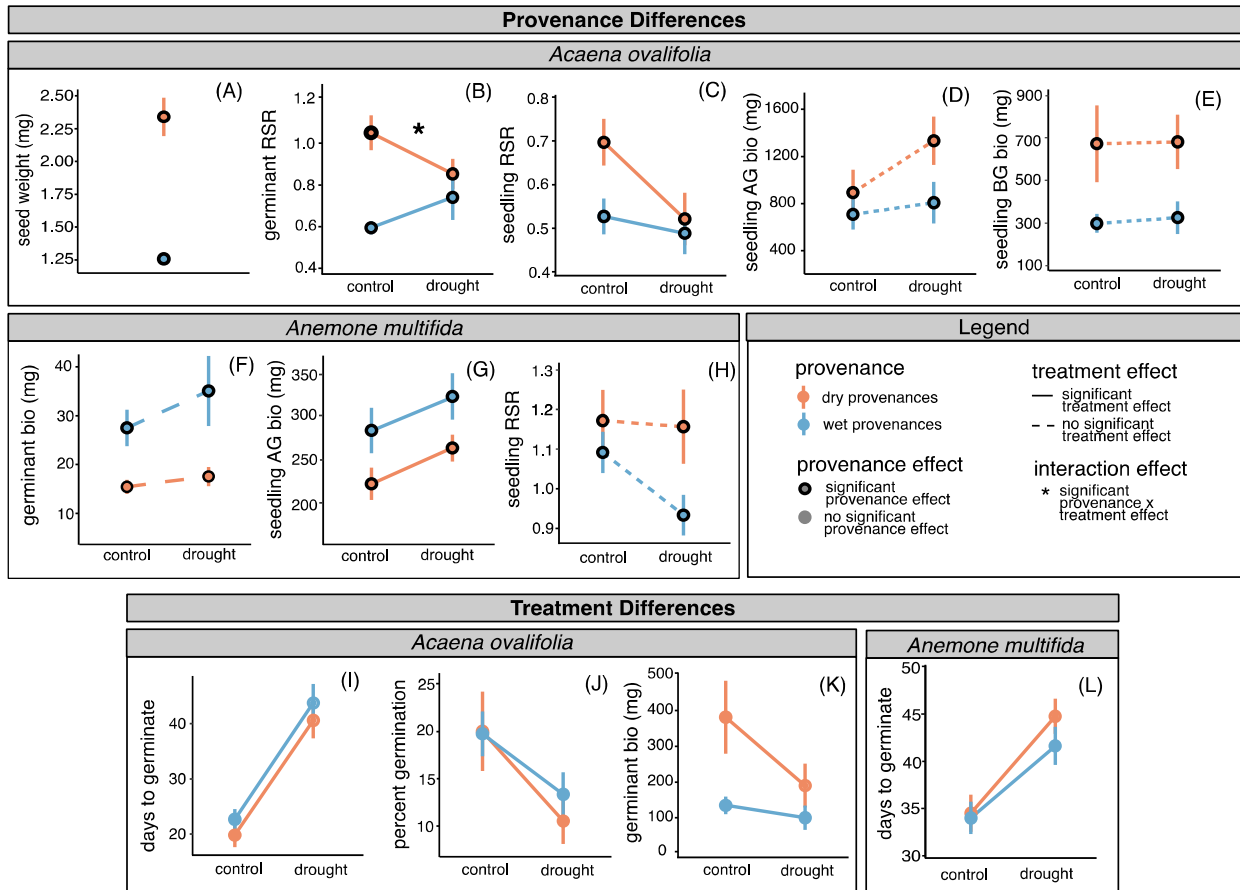 Provenance Differences
Acaena ovalifolia
(A)
seed weight (mg)
2.50
2.25
2.00
1.75
1.50
1.25
(B)
germinant RSR
1.2
1.0
0.8
0.6
0.4
*
control drought
(C)
seedling RSR
0.8
0.7
0.6
0.5
0.4
control drought
(D)
seedling AG bio (mg)
1600
1200
800
400
control drought
(E)
seedling BG bio (mg)
900
700
500
300
100
control drought
Anemone multifida
(F)
germinant bio (mg)
40
30
20
10
control drought
(G)
seedling AG bio (mg)
350
300
250
200
control drought
(H)
seedling RSR
1.3
1.2
1.1
1.0
0.9
control drought
Legend
provenance
dry provenances
wet provenances
provenance effect
significant
provenance effect
no significant
provenance effect
treatment effect
significant
treatment effect
no significant
treatment effect
interaction effect
* significant
provenance x
treatment effect
Treatment Differences
Acaena ovalifolia
Anemone multifida
(I)
days to germinate
40
30
20
control drought
(J)
percent germination
25
20
15
10
control drought
(K)
germinant bio (mg)
500
400
300
200
100
0
control drought
(L)
days to germinate
50
45
40
35
30
control drought